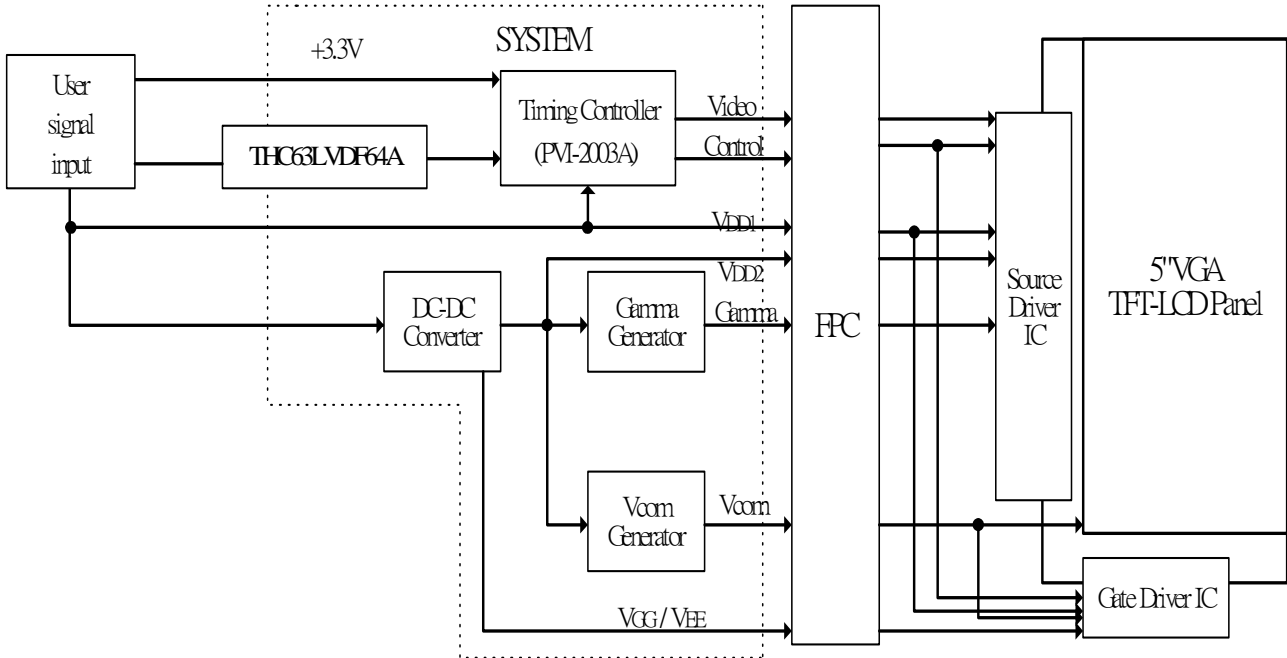 SYSTEM
+3.3V
User
signal
input
THC63LVDF64A
Timing Controller
(PVI-2003A)
Video
Control
VDD1
VDD2
DC-DC
Converter
Gamma
Generator
Gamma
Vcom
Generator
Vcom
VGG / VEE
FPC
Source
Driver
IC
5"VGA
TFT-LCD Panel
Gate Driver IC